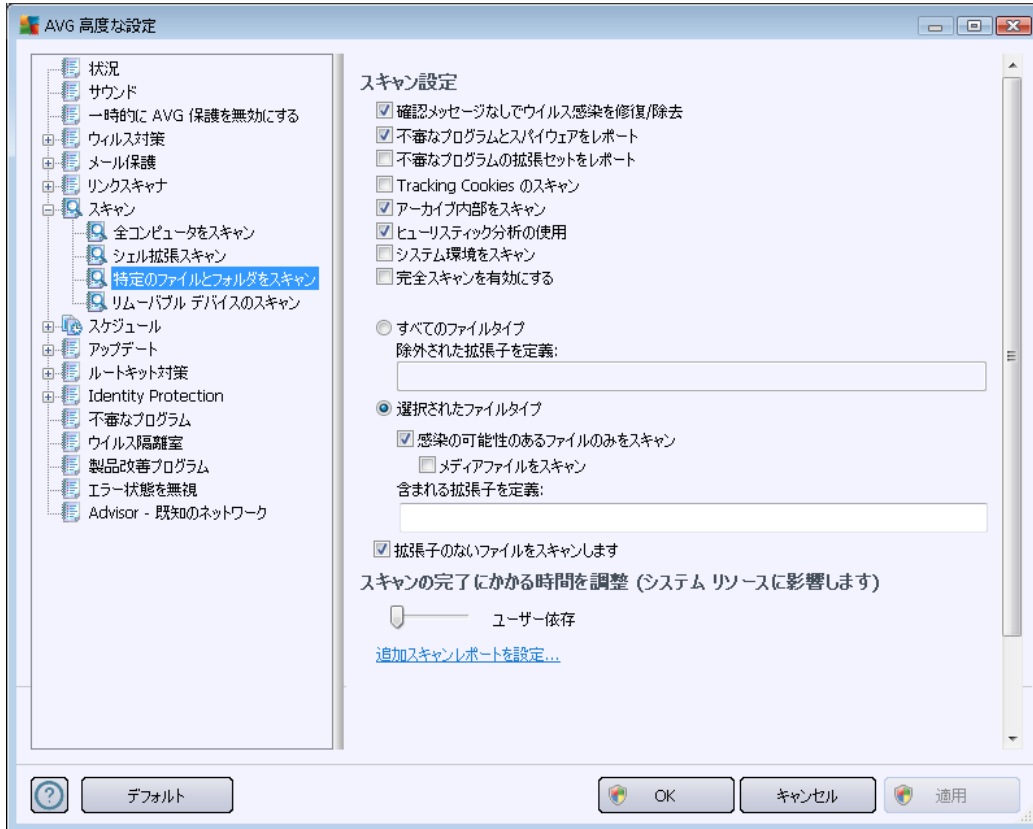 AVG 高度な設定
状況
サウンド
一時的に AVG 保護を無効にする
ウィルス対策
メール保護
リンクスキャナ
スキャン
全コンピュータをスキャン
シェル拡張スキャン
特定のファイルとフォルダをスキャン
リムーバブル デバイスのスキャン
スケジュール
アップデート
ルートキット対策
Identity Protection
不審なプログラム
ウイルス隔離室
製品改善プログラム
エラー状態を無視
Advisor - 既知のネットワーク
スキャン設定
確認メッセージなしでウイルス感染を修復/除去
不審なプログラムとスパイウェアをレポート
不審なプログラムの拡張セットをレポート
Tracking Cookies のスキャン
アーカイブ内部をスキャン
ヒューリスティック分析の使用
システム環境をスキャン
完全スキャンを有効にする
すべてのファイルタイプ
除外された拡張子を定義:
選択されたファイルタイプ
感染の可能性のあるファイルのみをスキャン
メディアファイルをスキャン
含まれる拡張子を定義:
拡張子のないファイルをスキャンします
スキャンの完了にかかる時間を調整 (システム リソースに影響します)
ユーザー依存
追加スキャンレポートを設定...
デフォルト
OK
キャンセル
適用